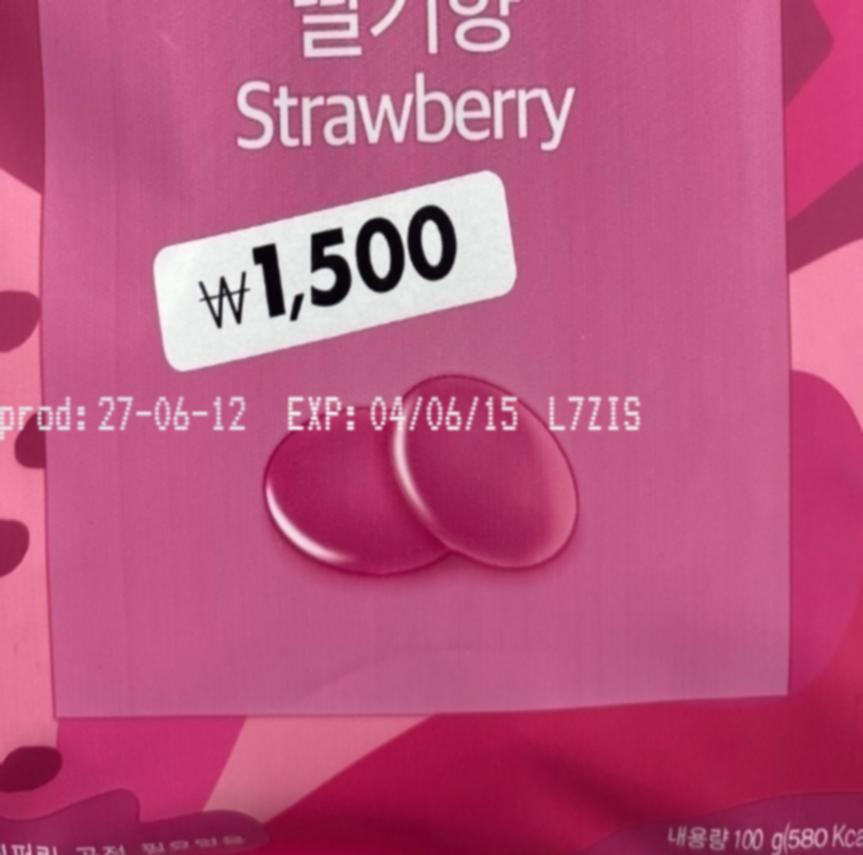 딸기향
Strawberry
₩1,500
prod: 27-06-12 EXP: 04/06/15 L7ZIS
내용량 100 g(580 Kca